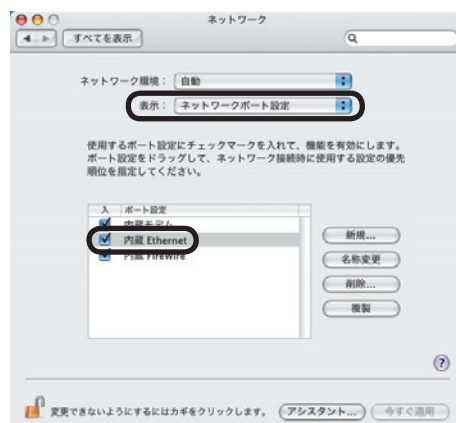 ネットワーク
すべてを表示
ネットワーク環境： 自動
表示： ネットワークポート設定
使用するポート設定にチェックマークを入れて、機能を有効にします。
ポート設定をドラッグして、ネットワーク接続時に使用する設定の優先
順位を指定してください。
入 ポート設定
内蔵モデム
内蔵 Ethernet
内蔵 FireWire
新規...
名称変更
削除...
複製
?
変更できないようにするにはカギをクリックします。 アシスタント... 今すぐ適用